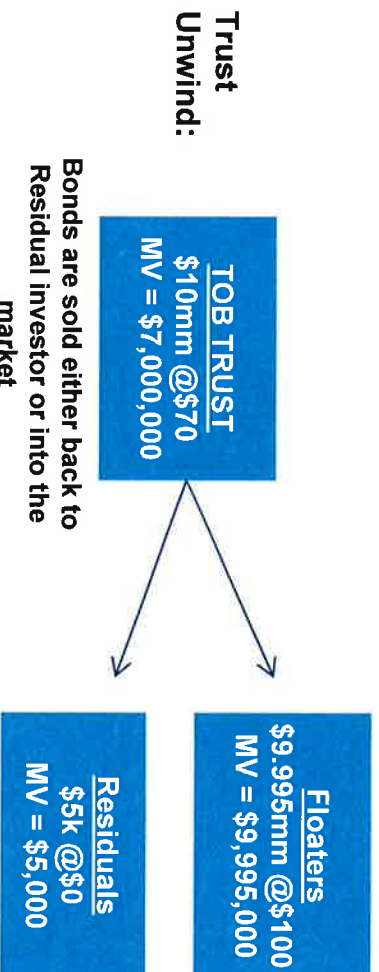 Trust
Unwind:
TOB TRUST
$10mm @$70
MV = $7,000,000
Bonds are sold either back to
Residual investor or into the
market
Floaters
$9.995mm @$100
MV = $9,995,000
Residuals
$5k @$0
MV = $5,000